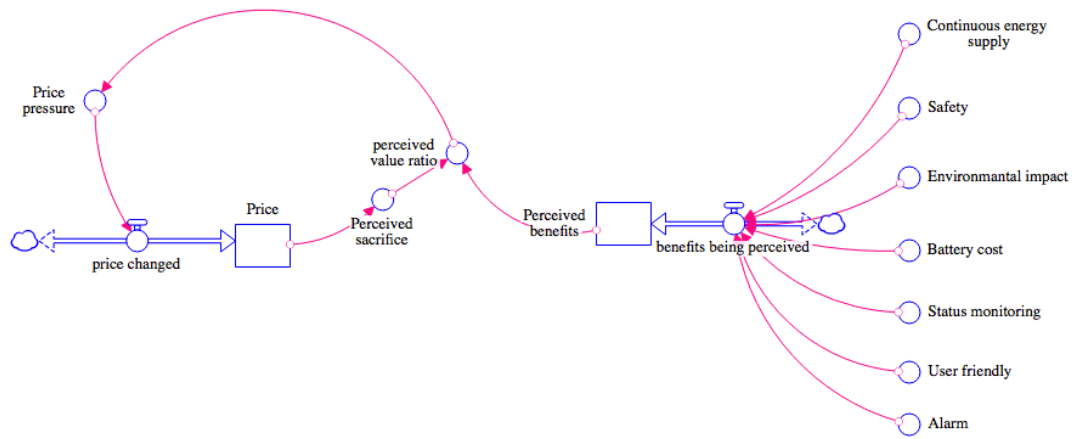 Continuous energy
supply
Price
pressure
Safety
perceived
value ratio
Environmantal impact
Price
Perceived
sacrifice
Perceived
benefits
price changed
benefits being perceived
Battery cost
Status monitoring
User friendly
Alarm